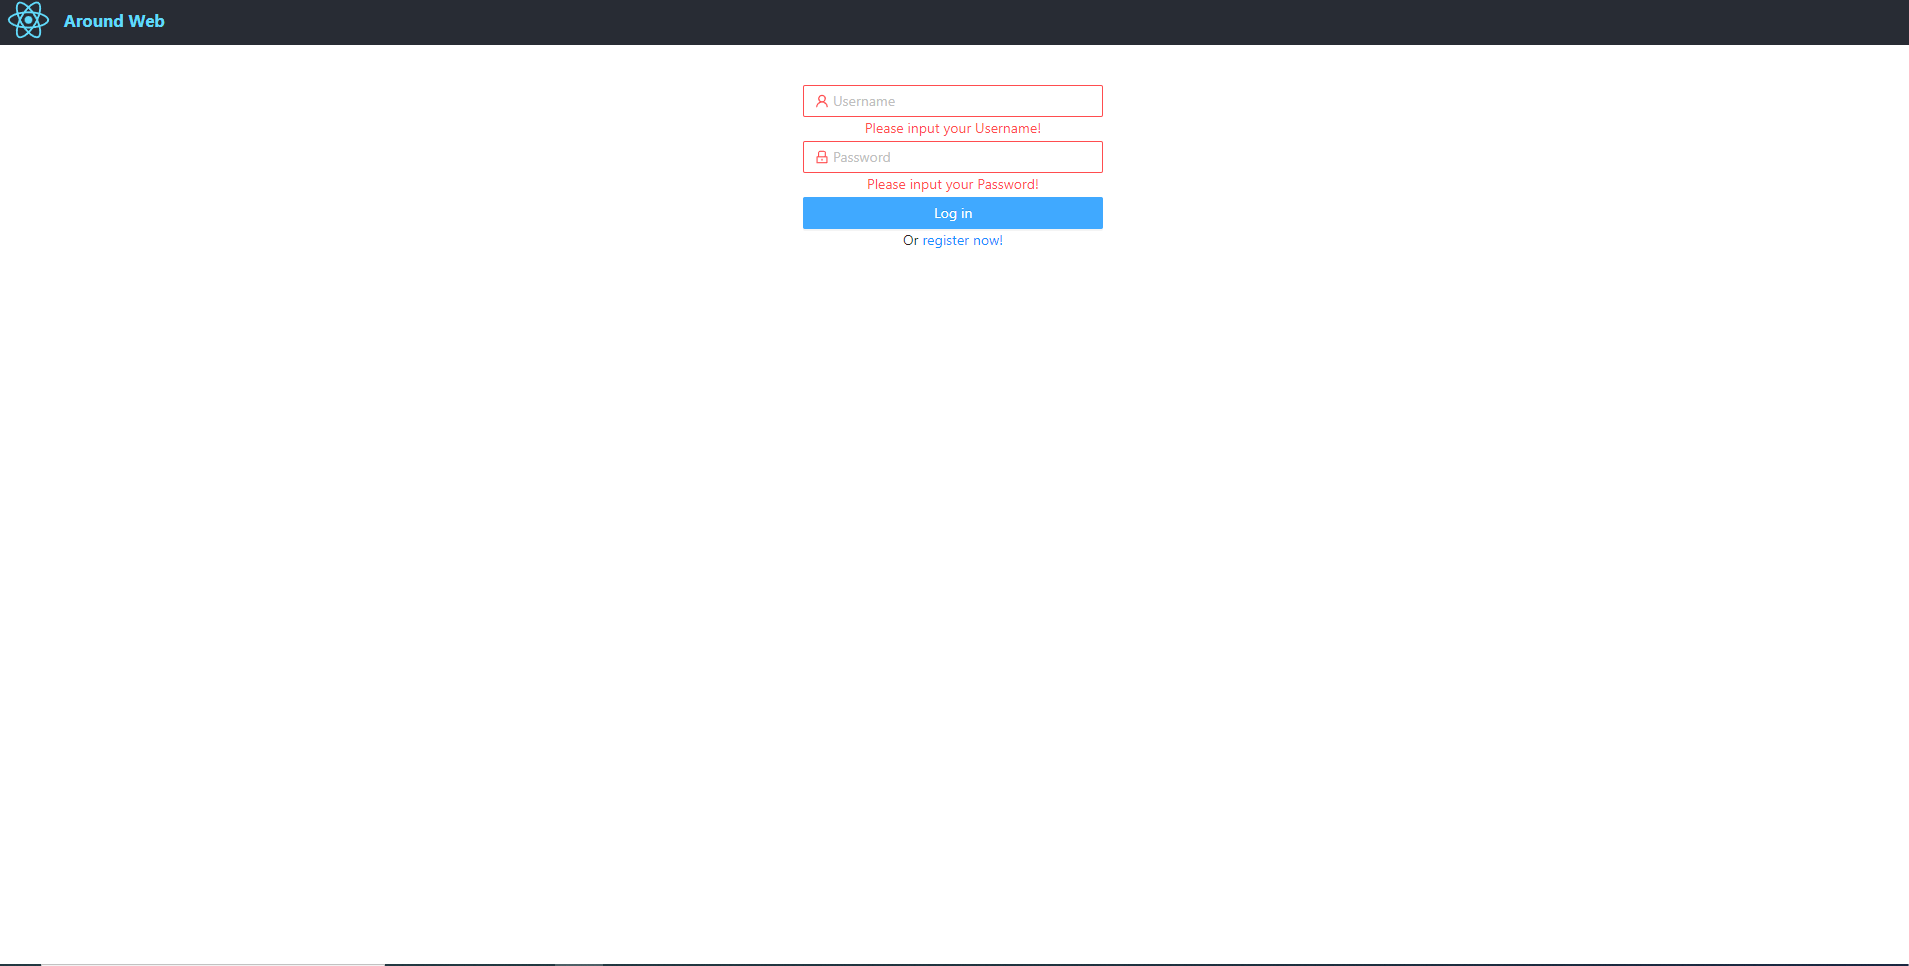 Around Web
Username
Please input your Username!
Password
Please input your Password!
Log in
Or register now!